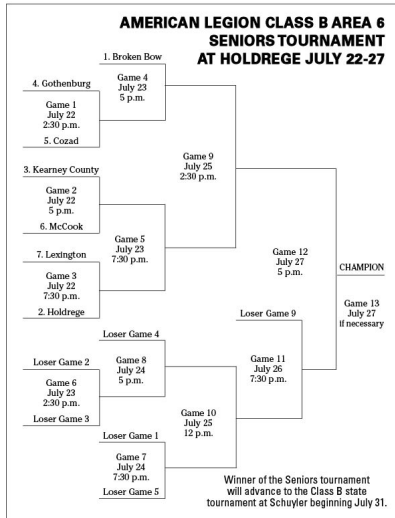 AMERICAN LEGION CLASS B AREA 6
SENIORS TOURNAMENT
AT HOLDREGE JULY 22-27
1. Broken Bow
Game 4
July 23
5 p.m.
4. Gothenburg
Game 1
July 22
2:30 p.m.
5. Cozad
Game 9
July 25
2:30 p.m.
3. Kearney County
Game 2
July 22
5 p.m.
6. McCook
Game 5
July 23
7:30 p.m.
7. Lexington
Game 3
July 22
7:30 p.m.
2. Holdrege
Game 12
July 27
5 p.m.
CHAMPION
Game 13
July 27
if necessary
Loser Game 9
Loser Game 4
Game 8
July 24
5 p.m.
Loser Game 2
Game 6
July 23
2:30 p.m.
Loser Game 3
Game 11
July 26
7:30 p.m.
Game 10
July 25
12 p.m.
Loser Game 1
Game 7
July 24
7:30 p.m.
Loser Game 5
Winner of the Seniors tournament
will advance to the Class B state
tournament at Schuyler beginning July 31.